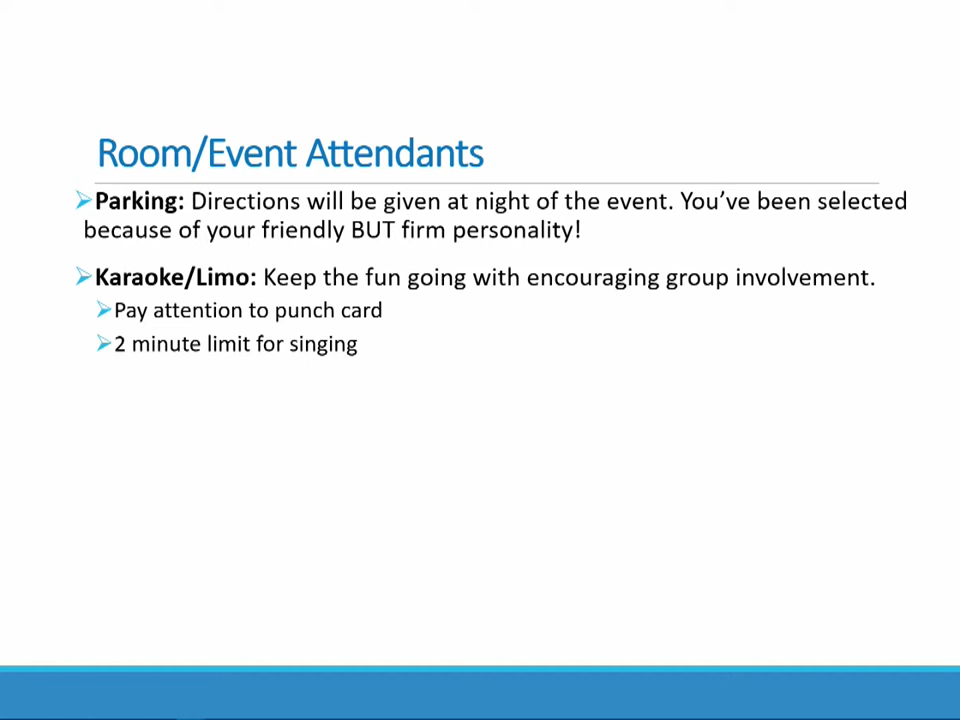 Room/Event Attendants
➢Parking: Directions will be given at night of the event. You’ve been selected
because of your friendly BUT firm personality!
➢Karaoke/Limo: Keep the fun going with encouraging group involvement.
➢Pay attention to punch card
➢2 minute limit for singing